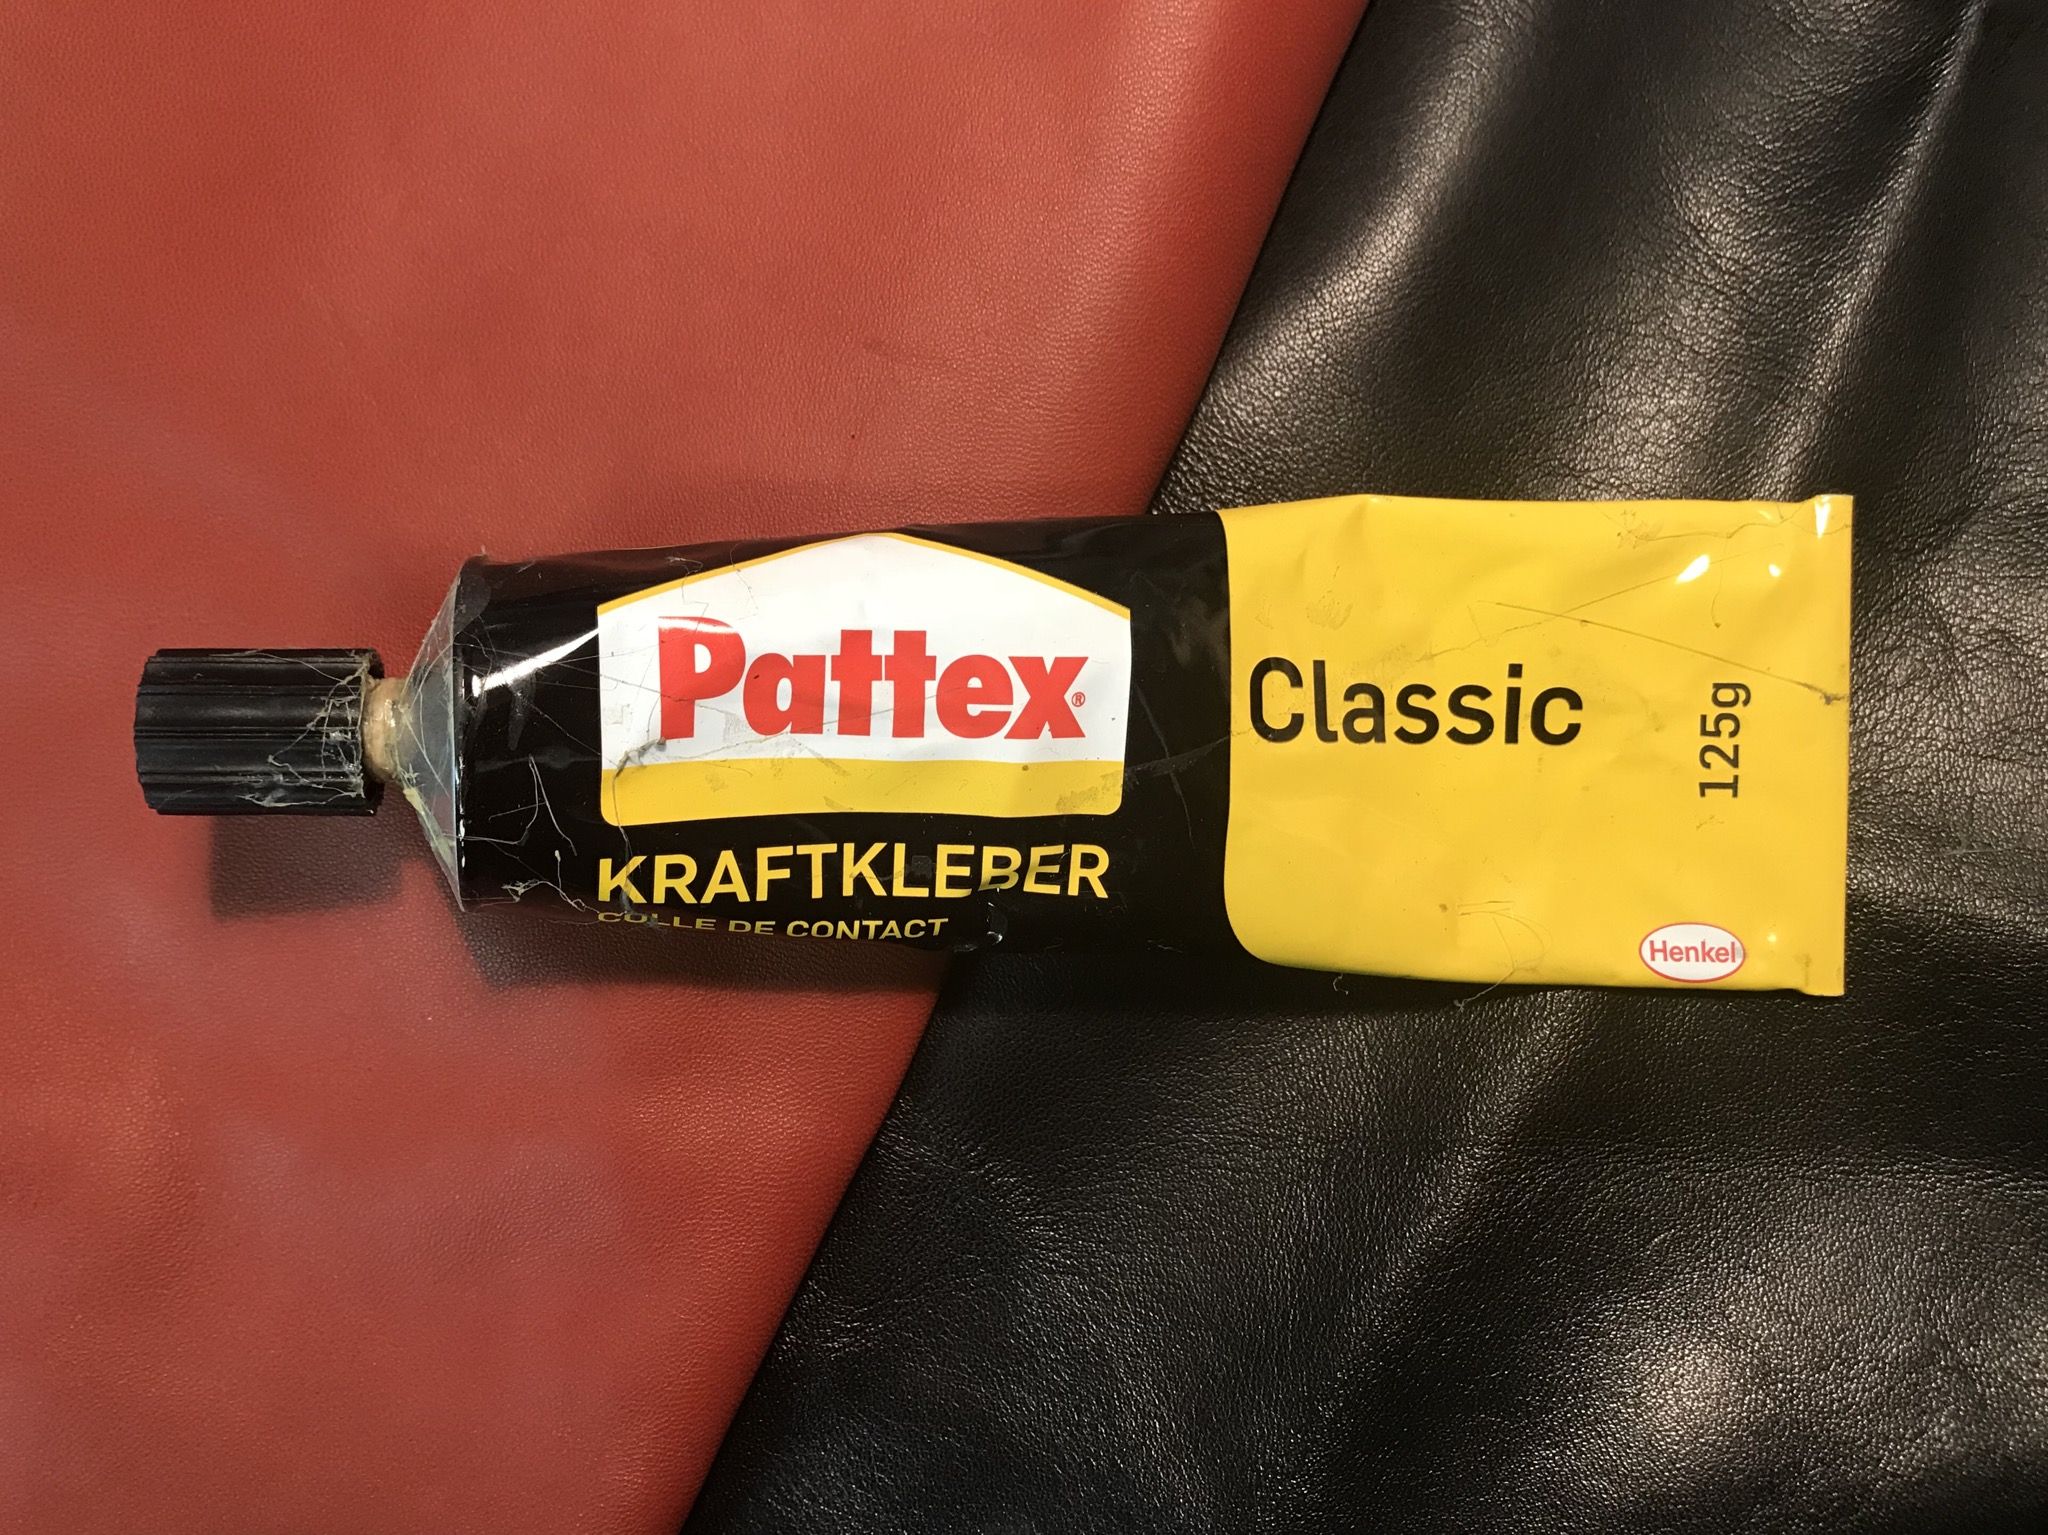 Pattex®
KRAFTKLEBER
COLLE DE CONTACT
Classic
125g
Henkel